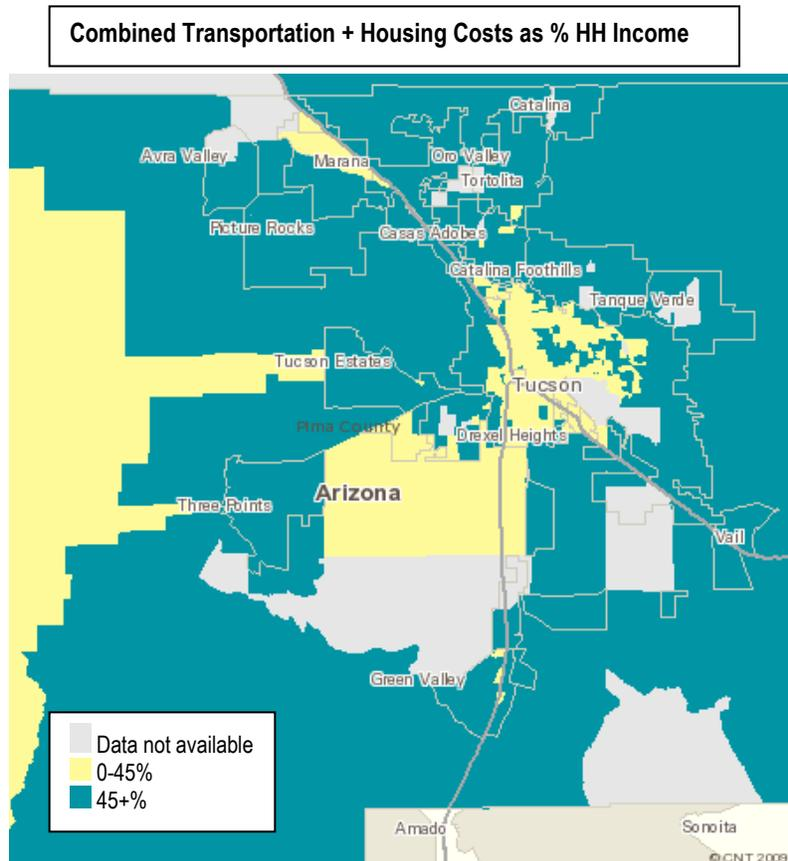 Combined Transportation + Housing Costs as % HH Income
Catalina
Avra Valley
Marana
Oro Valley
Tortolita
Picture Rocks
Casas Adobes
Catalina Foothills
Tanque Verde
Tucson Estates
Tucson
Pima County
Drexel Heights
Arizona
Three Points
Vail
Green Valley
Data not available
0-45%
45+%
Amado
Sonoita
©CNT 2009